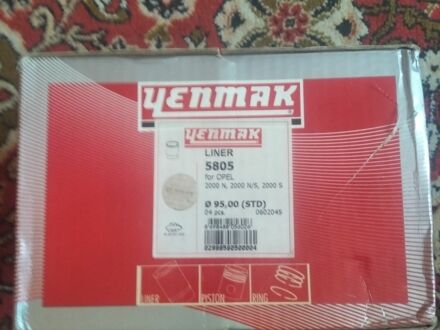 YENMAK
YENMAK
LINER
5805
for OPEL
2000 N, 2000 N/S, 2000 S
Ø 95,00 (STD)
04 pcs.
0602045
LINER
PISTON
RING